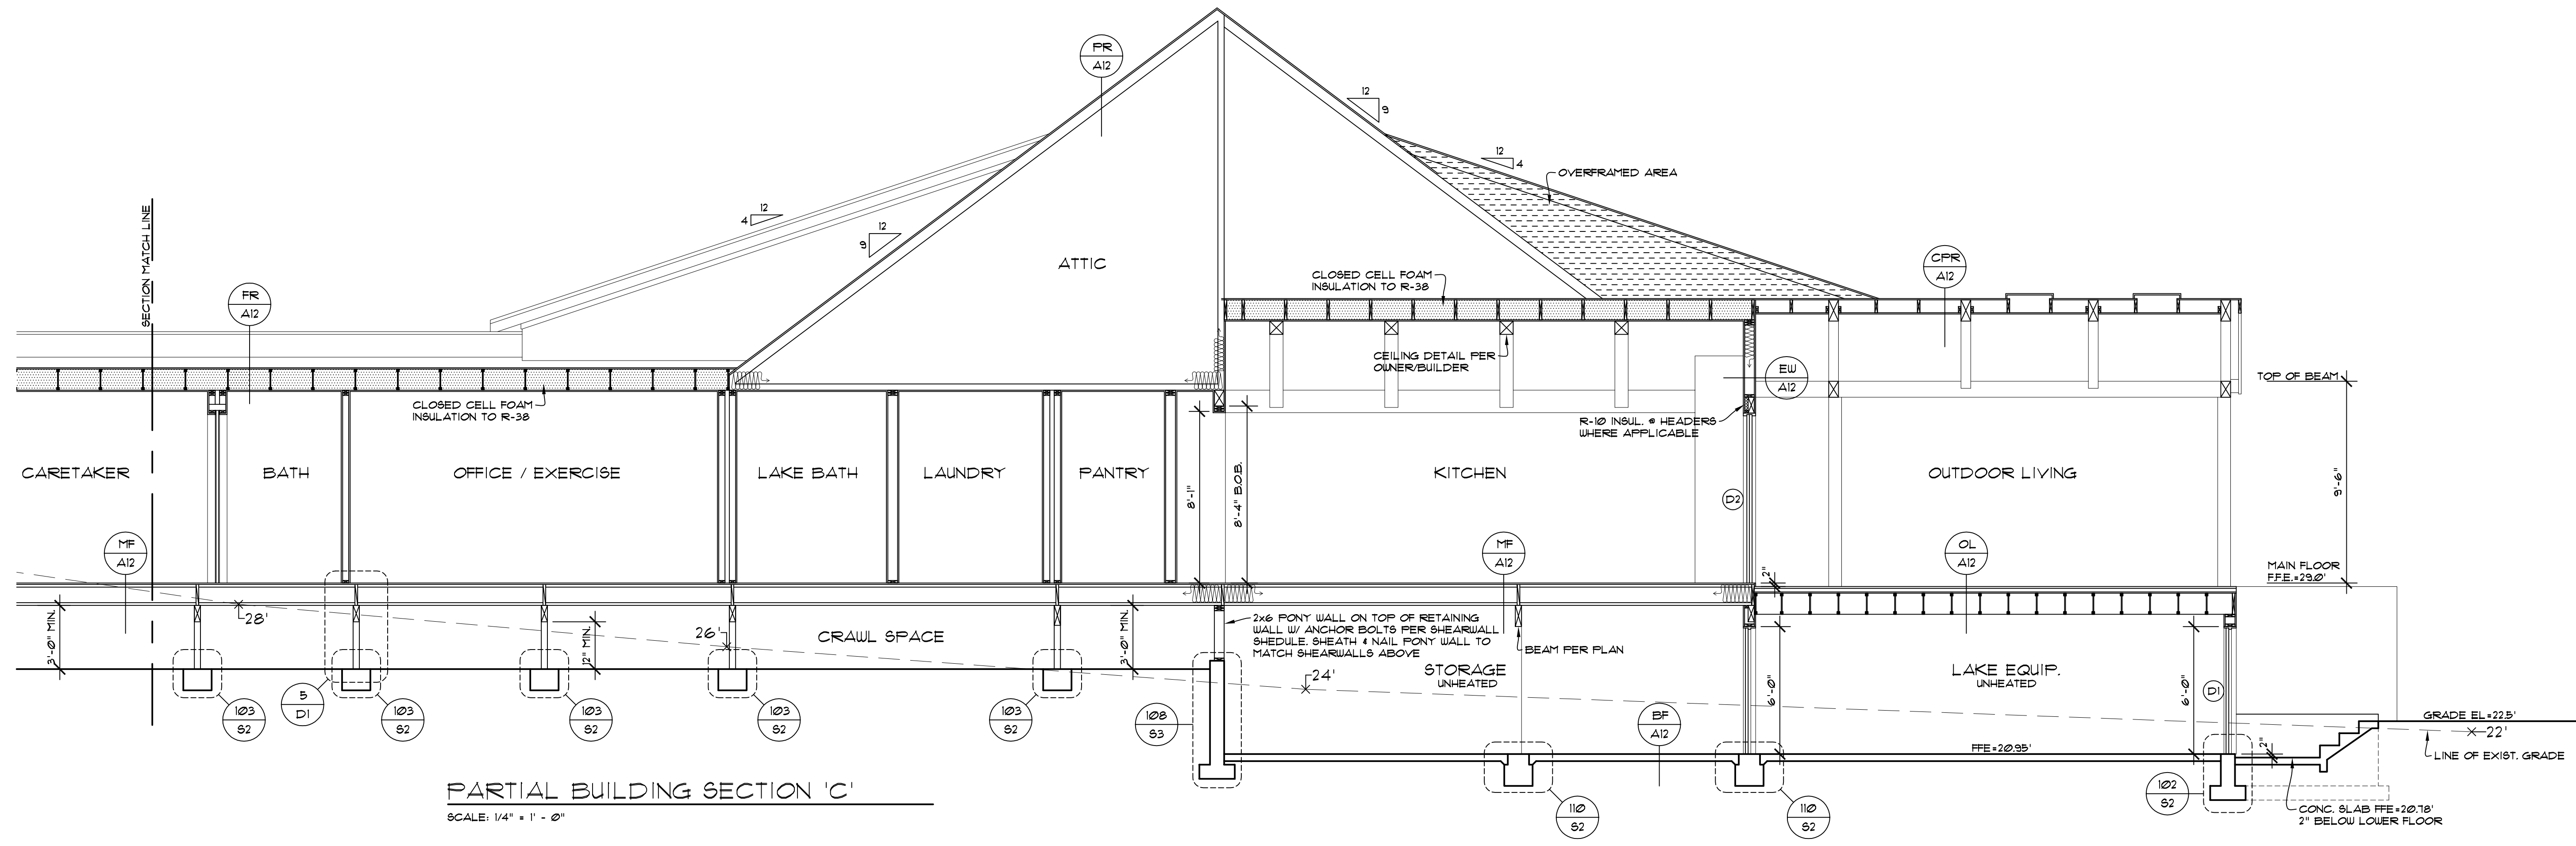 PR
A12
12
9
12
4
OVERFRAMED AREA
SECTION MATCH LINE
12
4
12
9
ATTIC
CLOSED CELL FOAM
INSULATION TO R-38
CPR
A12
FR
A12
CEILING DETAIL PER
OWNER/BUILDER
EW
A12
TOP OF BEAM
CLOSED CELL FOAM
INSULATION TO R-38
R-10 INSUL. @ HEADERS
WHERE APPLICABLE
CARETAKER
BATH
OFFICE / EXERCISE
LAKE BATH
LAUNDRY
PANTRY
8'-1"
8'-4" B.O.B.
KITCHEN
D2
OUTDOOR LIVING
9'-6"
MF
A12
MF
A12
OL
A12
2"
MAIN FLOOR
F.F.E.=29.0'
3'-0" MIN.
28'
12" MIN.
26'
CRAWL SPACE
3'-0" MIN.
2x6 PONY WALL ON TOP OF RETAINING
WALL W/ ANCHOR BOLTS PER SHEARWALL
SHEDULE. SHEATH & NAIL PONY WALL TO
MATCH SHEARWALLS ABOVE
BEAM PER PLAN
24'
STORAGE
UNHEATED
6'-0"
LAKE EQUIP.
UNHEATED
6'-0"
D1
103
S2
5
D1
103
S2
103
S2
103
S2
103
S2
108
S3
BF
A12
GRADE EL=22.5'
22'
FFE=20.95'
2"
LINE OF EXIST. GRADE
PARTIAL BUILDING SECTION 'C'
SCALE: 1/4" = 1' - 0"
110
S2
110
S2
102
S2
CONC. SLAB FFE=20.78'
2" BELOW LOWER FLOOR